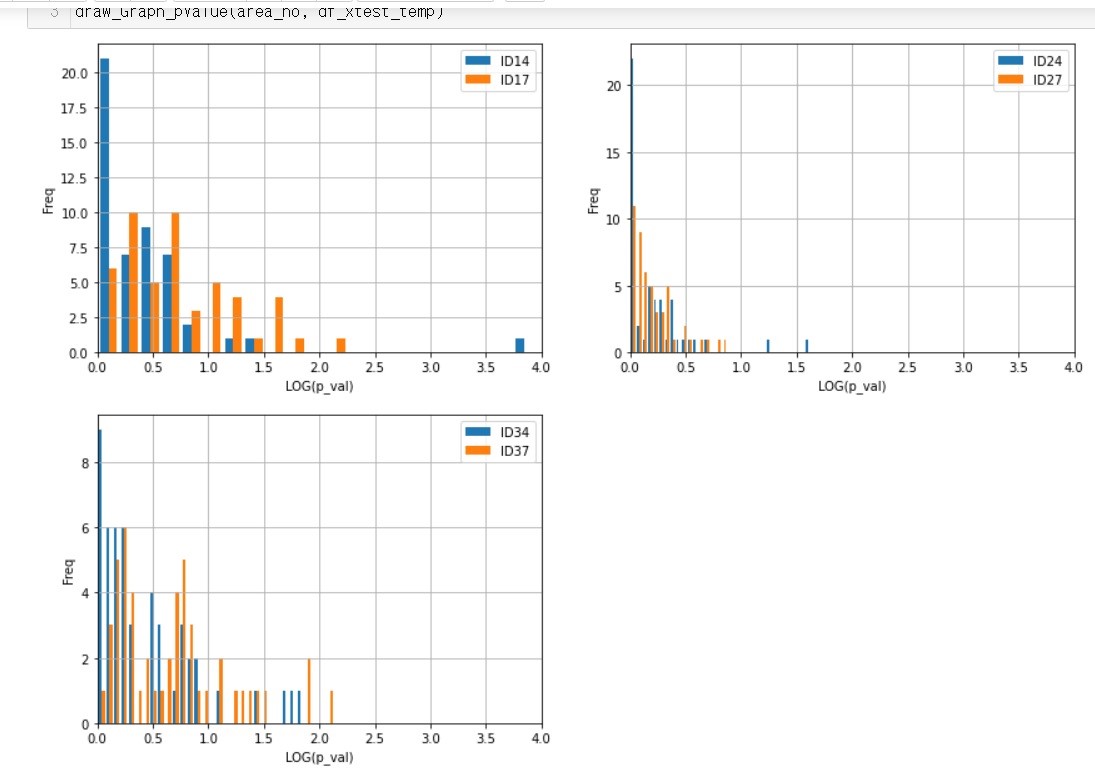 3 draw_Graph_pValue(area_no, df_xtest_temp)
ID14
ID17
20.0
17.5
15.0
12.5
10.0
7.5
5.0
2.5
0.0
Freq
0.0 0.5 1.0 1.5 2.0 2.5 3.0 3.5 4.0
LOG(p_val)
ID24
ID27
20
15
10
5
0
Freq
0.0 0.5 1.0 1.5 2.0 2.5 3.0 3.5 4.0
LOG(p_val)
ID34
ID37
8
6
4
2
0
Freq
0.0 0.5 1.0 1.5 2.0 2.5 3.0 3.5 4.0
LOG(p_val)